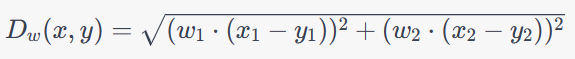 D_w(x, y) = √((w₁ · (x₁ − y₁))² + (w₂ · (x₂ − y₂))²)